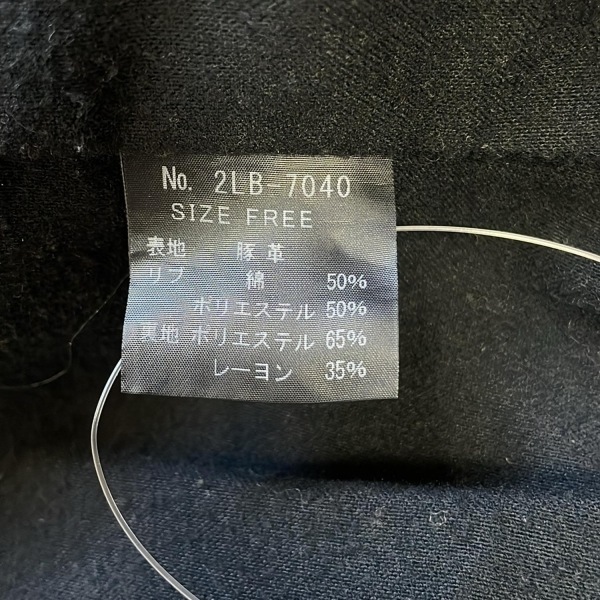 No. 2LB-7040
SIZE FREE
表地 豚革
リブ 綿 50%
ポリエステル 50%
裏地 ポリエステル 65%
レーヨン 35%